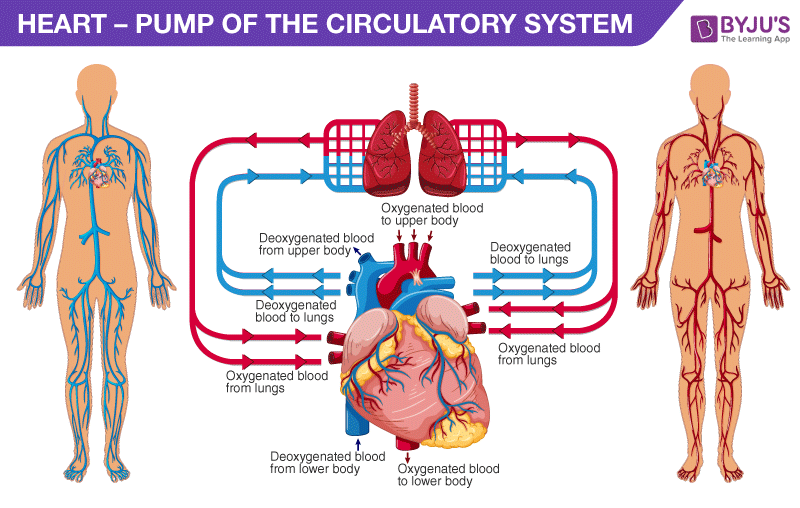 HEART – PUMP OF THE CIRCULATORY SYSTEM
B BYJU'S
The Learning App
Oxygenated blood
to upper body
Deoxygenated blood
from upper body
Deoxygenated
blood to lungs
Deoxygenated
blood to lungs
Oxygenated blood
from lungs
Oxygenated blood
from lungs
Deoxygenated blood
from lower body
Oxygenated blood
to lower body